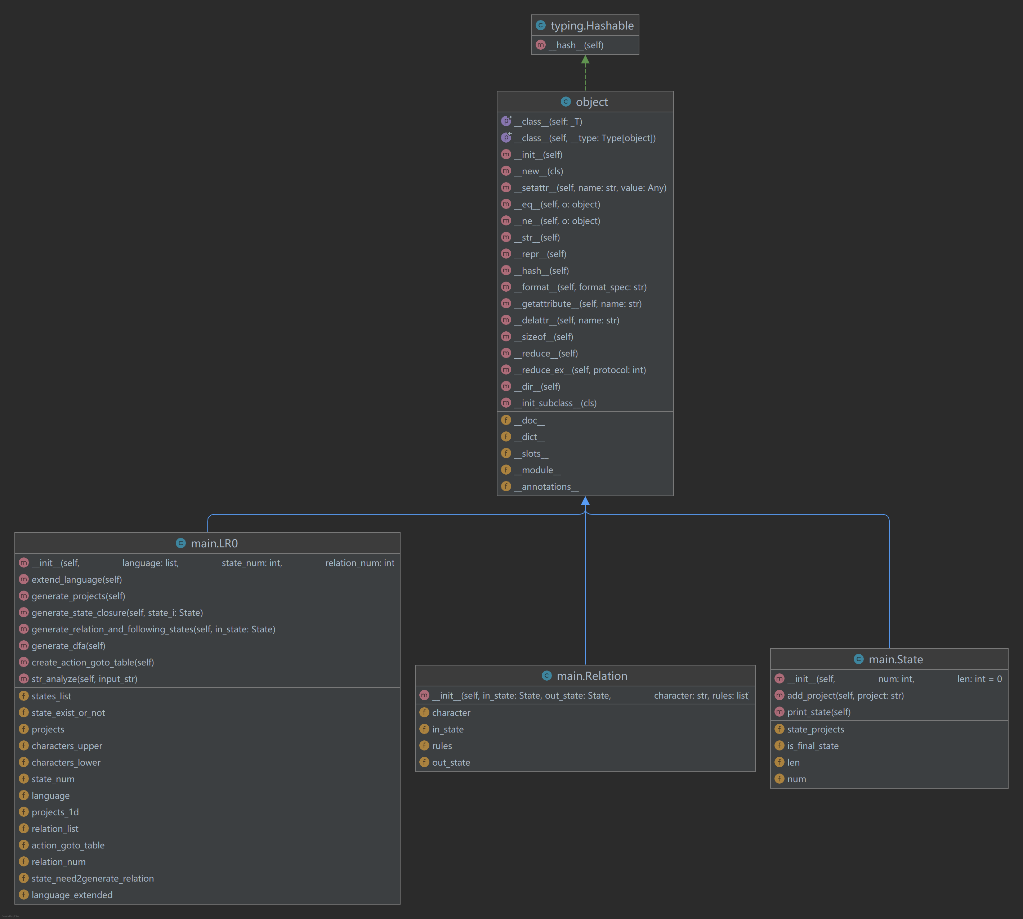 typing.Hashable
__hash__(self)
object
__class__(self: _T)
__class__(self, __type: Type[object])
__init__(self)
__new__(cls)
__setattr__(self, name: str, value: Any)
__eq__(self, o: object)
__ne__(self, o: object)
__str__(self)
__repr__(self)
__hash__(self)
__format__(self, format_spec: str)
__getattribute__(self, name: str)
__delattr__(self, name: str)
__sizeof__(self)
__reduce__(self)
__reduce_ex__(self, protocol: int)
__dir__(self)
__init_subclass__(cls)
__doc__
__dict__
__slots__
__module__
__annotations__
main.LR0
__init__(self, language: list, state_num: int, relation_num: int
extend_language(self)
generate_projects(self)
generate_state_closure(self, state_i: State)
generate_relation_and_following_states(self, in_state: State)
generate_dfa(self)
create_action_goto_table(self)
str_analyze(self, input_str)
states_list
state_exist_or_not
projects
characters_upper
characters_lower
state_num
language
projects_1d
relation_list
action_goto_table
relation_num
state_need2generate_relation
language_extended
main.Relation
__init__(self, in_state: State, out_state: State, character: str, rules: list
character
in_state
rules
out_state
main.State
__init__(self, num: int, len: int = 0
add_project(self, project: str)
print_state(self)
state_projects
is_final_state
len
num